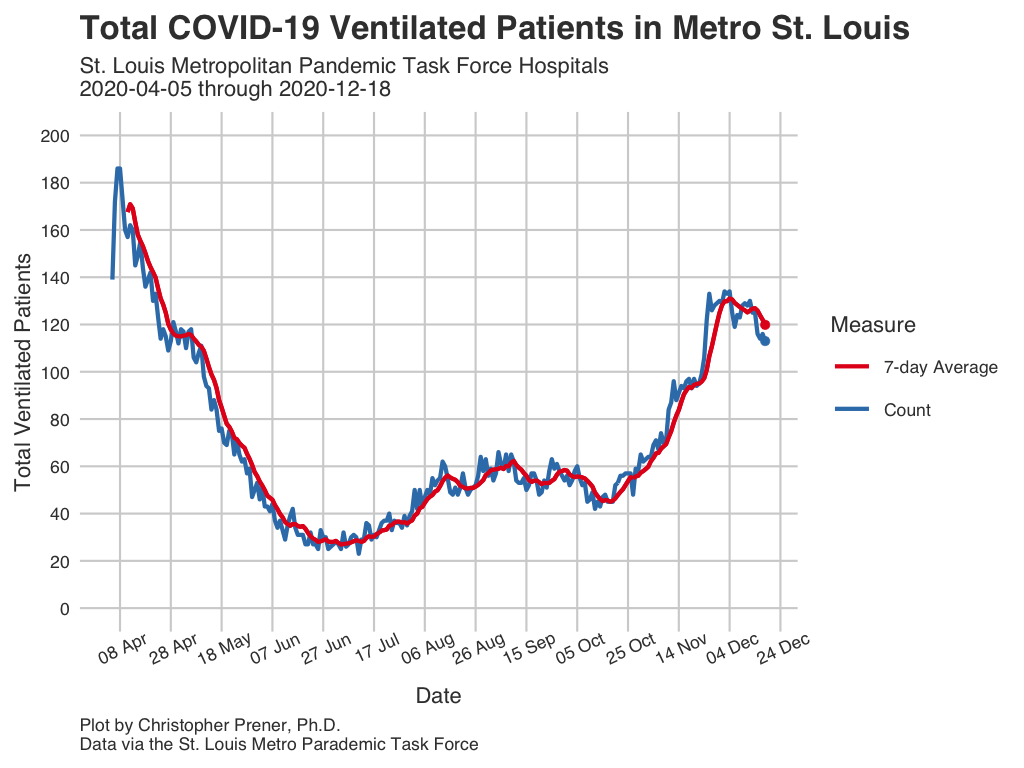 Total COVID-19 Ventilated Patients in Metro St. Louis
St. Louis Metropolitan Pandemic Task Force Hospitals
2020-04-05 through 2020-12-18
Total Ventilated Patients
200
180
160
140
120
100
80
60
40
20
0
08 Apr
28 Apr
18 May
07 Jun
27 Jun
17 Jul
06 Aug
26 Aug
15 Sep
05 Oct
25 Oct
14 Nov
04 Dec
24 Dec
Date
Measure
7-day Average
Count
Plot by Christopher Prener, Ph.D.
Data via the St. Louis Metro Parademic Task Force